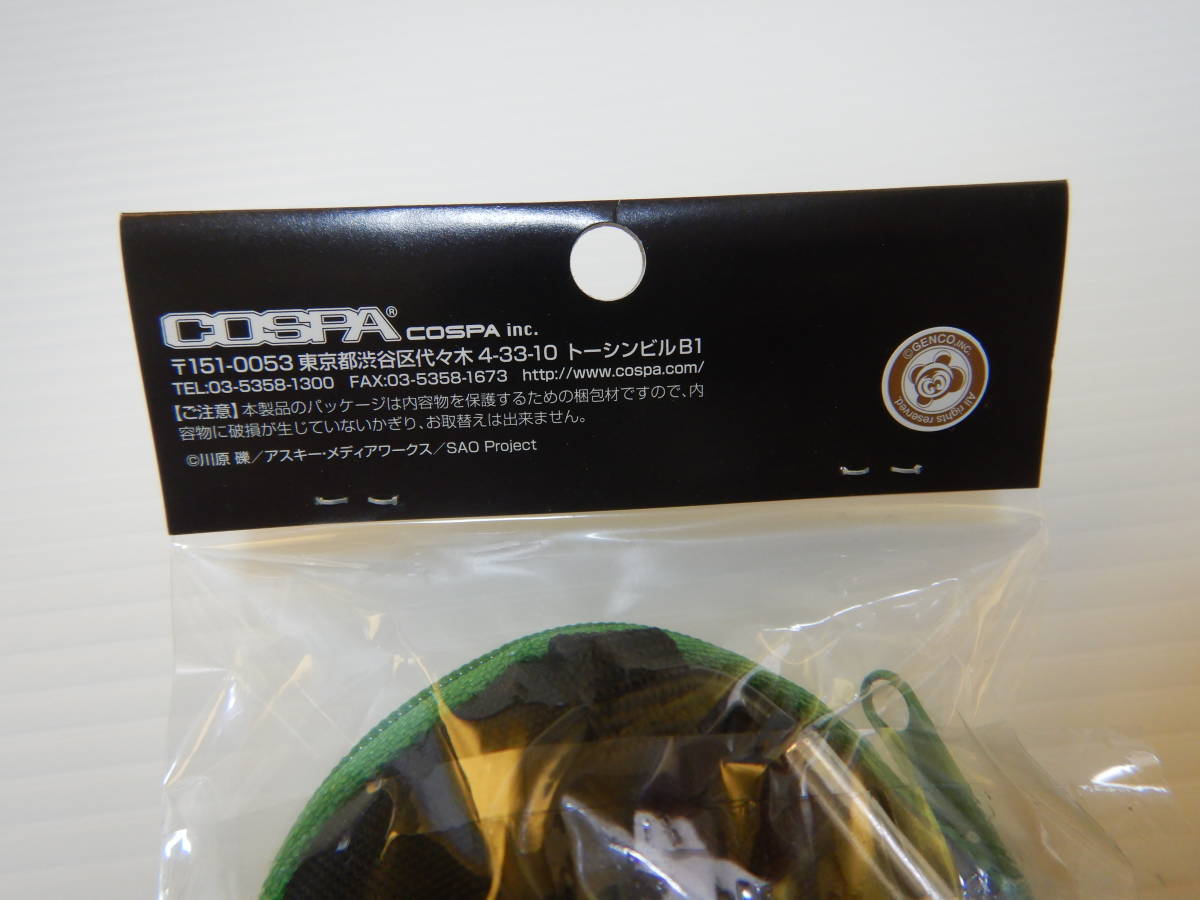 COSPA® COSPA inc.
〒151-0053 東京都渋谷区代々木 4-33-10 トーシンビル B1
TEL:03-5358-1300 FAX:03-5358-1673 http://www.cospa.com/
【ご注意】本製品のパッケージは内容物を保護するための梱包材ですので、内
容物に破損が生じていないかぎり、お取替えは出来ません。
©川原 礫／アスキー・メディアワークス／SAO Project
©GENCO,INC.
All rights reserved